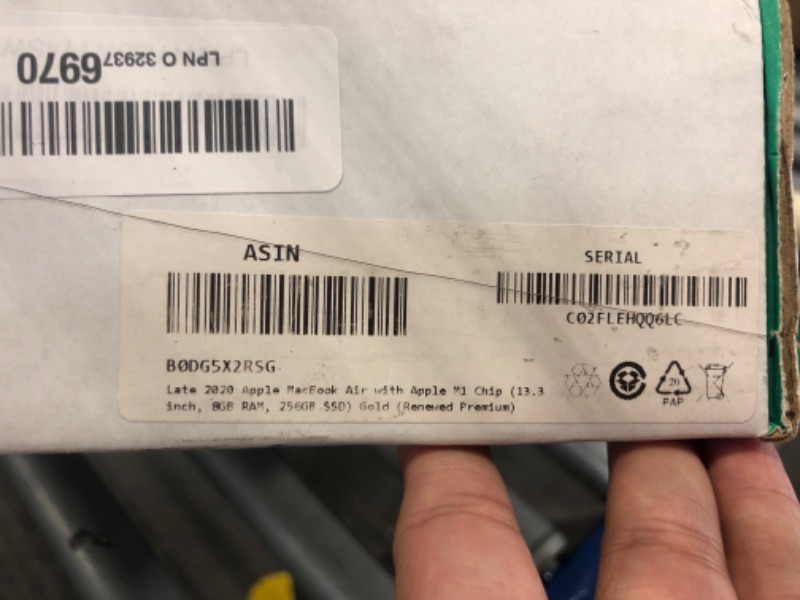 LPN O 32937
6970
ASIN
B0DG5X2RSG
Late 2020 Apple MacBook Air with Apple M1 Chip (13.3
inch, 8GB RAM, 256GB SSD) Gold (Renewed Premium)
SERIAL
C02FLEHQQ6LC
20
PAP